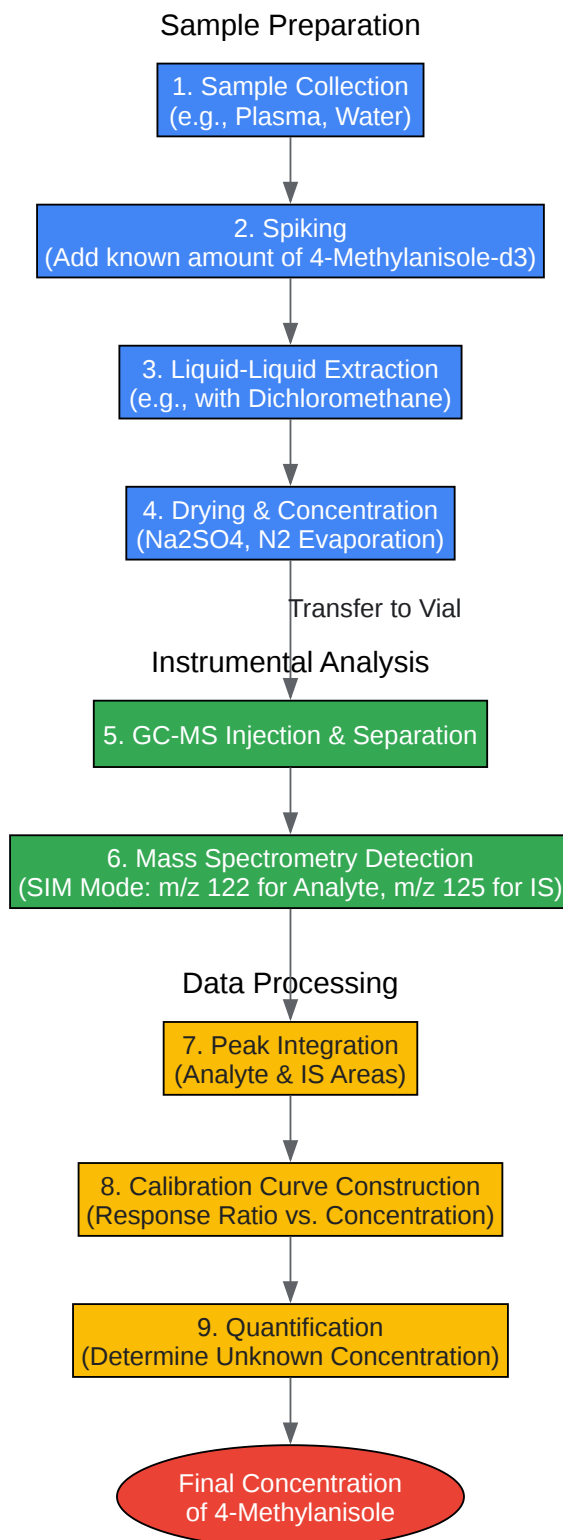 Sample Preparation
1. Sample Collection
(e.g., Plasma, Water)
2. Spiking
(Add known amount of 4-Methylanisole-d3)
3. Liquid-Liquid Extraction
(e.g., with Dichloromethane)
4. Drying & Concentration
(Na2SO4, N2 Evaporation)
Transfer to Vial
Instrumental Analysis
5. GC-MS Injection & Separation
6. Mass Spectrometry Detection
(SIM Mode: m/z 122 for Analyte, m/z 125 for IS)
Data Processing
7. Peak Integration
(Analyte & IS Areas)
8. Calibration Curve Construction
(Response Ratio vs. Concentration)
9. Quantification
(Determine Unknown Concentration)
Final Concentration
of 4-Methylanisole